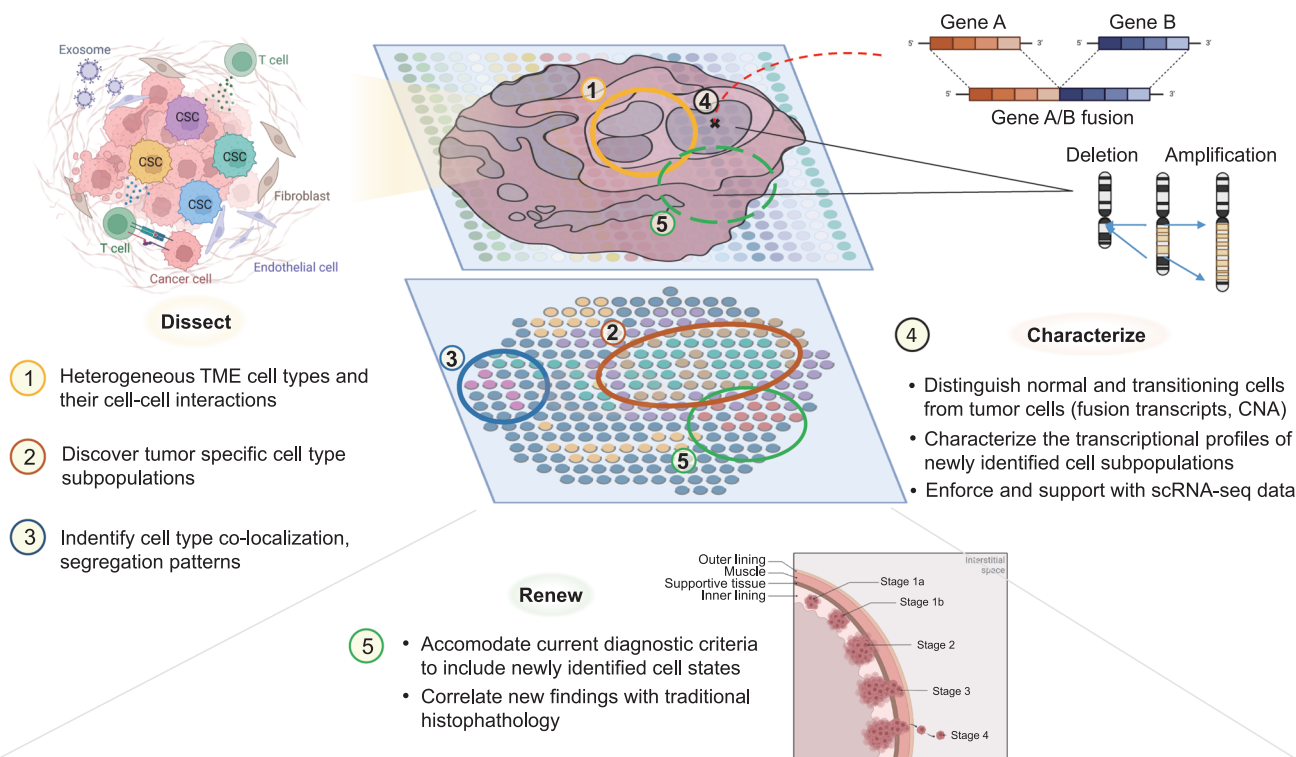 Exosome
T cell
CSC
CSC
CSC
CSC
Fibroblast
T cell
Endothelial cell
Cancer cell
1
4
5
Gene A
Gene B
5'
3'
5'
3'
5'
3'
Gene A/B fusion
Deletion
Amplification
2
3
5
Dissect
1
Heterogeneous TME cell types and
their cell-cell interactions
2
Discover tumor specific cell type
subpopulations
3
Indentify cell type co-localization,
segregation patterns
4
Characterize
• Distinguish normal and transitioning cells
from tumor cells (fusion transcripts, CNA)
• Characterize the transcriptional profiles of
newly identified cell subpopulations
• Enforce and support with scRNA-seq data
Renew
5
• Accomodate current diagnostic criteria
to include newly identified cell states
• Correlate new findings with traditional
histophathology
Outer lining
Muscle
Supportive tissue
Inner lining
Interstitial
space
Stage 1a
Stage 1b
Stage 2
Stage 3
Stage 4